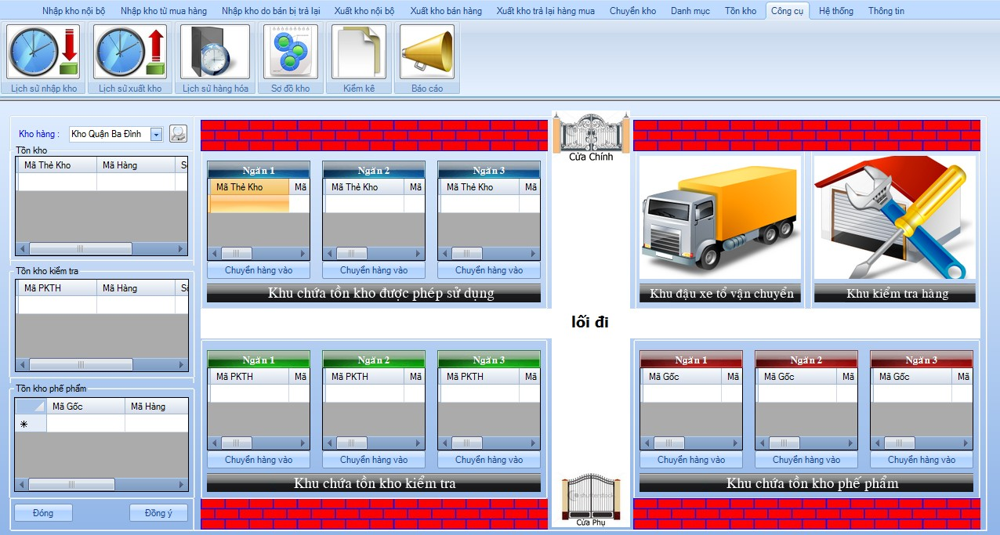 Nhập kho nội bộ Nhập kho từ mua hàng Nhập kho do bán bị trả lại Xuất kho nội bộ Xuất kho bán hàng Xuất kho trả lại hàng mua Chuyển kho Danh mục Tồn kho Công cụ Hệ thống Thông tin
Lịch sử nhập kho Lịch sử xuất kho Lịch sử hàng hóa Sơ đồ kho Kiểm kê Báo cáo
Kho hàng : Kho Quận Ba Đình
Tồn kho
Mã Thẻ Kho Mã Hàng
Tồn kho kiểm tra
Mã PKTH Mã Hàng
Tồn kho phế phẩm
Mã Gốc Mã Hàng
Đóng Đồng ý
Cửa Chính
Ngăn 1 Ngăn 2 Ngăn 3
Mã Thẻ Kho Mã Mã Thẻ Kho Mã Mã Thẻ Kho Mã
Chuyển hàng vào Chuyển hàng vào Chuyển hàng vào
Khu chứa tồn kho được phép sử dụng
Khu đậu xe tổ vận chuyển
Khu kiểm tra hàng
lối đi
Ngăn 1 Ngăn 2 Ngăn 3
Mã PKTH Mã Mã PKTH Mã Mã PKTH Mã
Chuyển hàng vào Chuyển hàng vào Chuyển hàng vào
Khu chứa tồn kho kiểm tra
Ngăn 1 Ngăn 2 Ngăn 3
Mã Gốc Mã Mã Gốc Mã Mã Gốc Mã
Chuyển hàng vào Chuyển hàng vào Chuyển hàng vào
Khu chứa tồn kho phế phẩm
shutterstock
Cửa Phụ